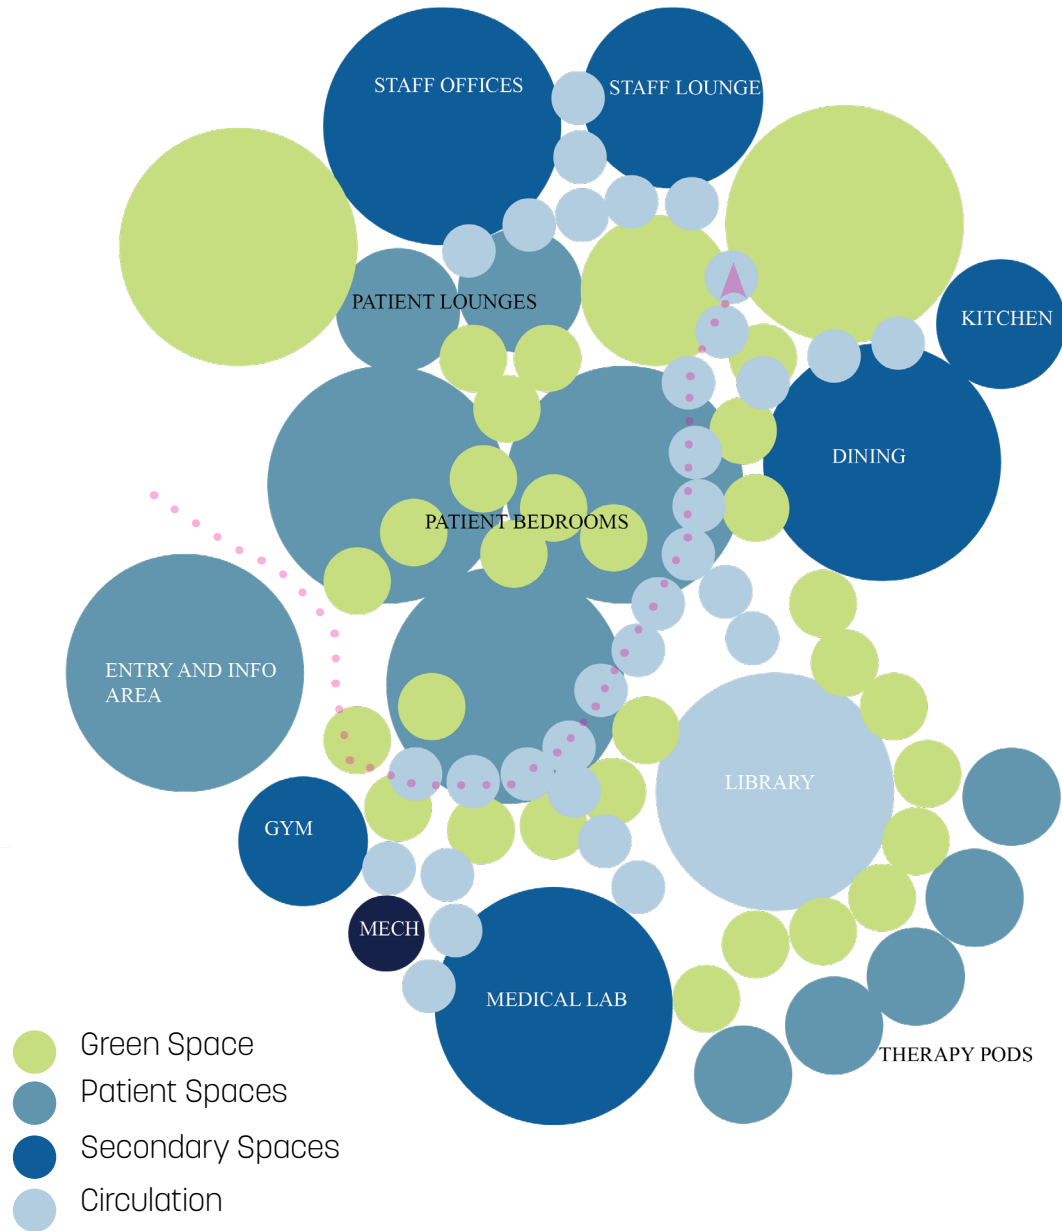 STAFF OFFICES
STAFF LOUNGE
PATIENT LOUNGES
KITCHEN
DINING
PATIENT BEDROOMS
ENTRY AND INFO
AREA
LIBRARY
GYM
MECH
MEDICAL LAB
THERAPY PODS
Green Space
Patient Spaces
Secondary Spaces
Circulation